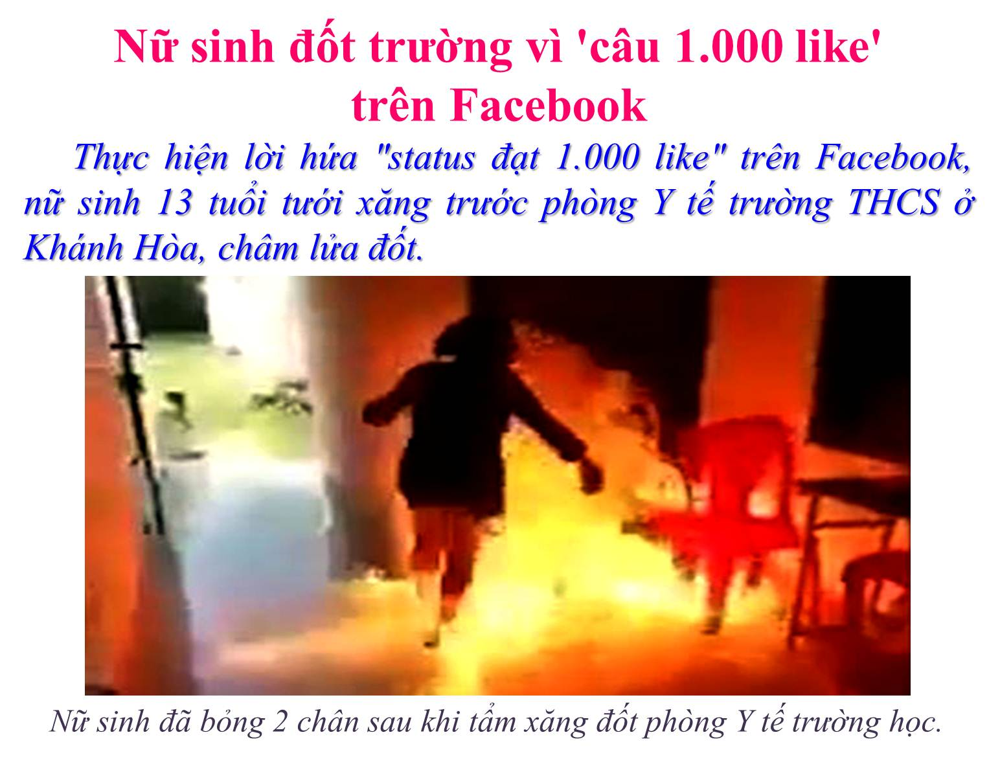 Nữ sinh đốt trường vì 'câu 1.000 like'
trên Facebook
Thực hiện lời hứa "status đạt 1.000 like" trên Facebook,
nữ sinh 13 tuổi tưới xăng trước phòng Y tế trường THCS ở
Khánh Hòa, châm lửa đốt.
Nữ sinh đã bỏng 2 chân sau khi tẩm xăng đốt phòng Y tế trường học.